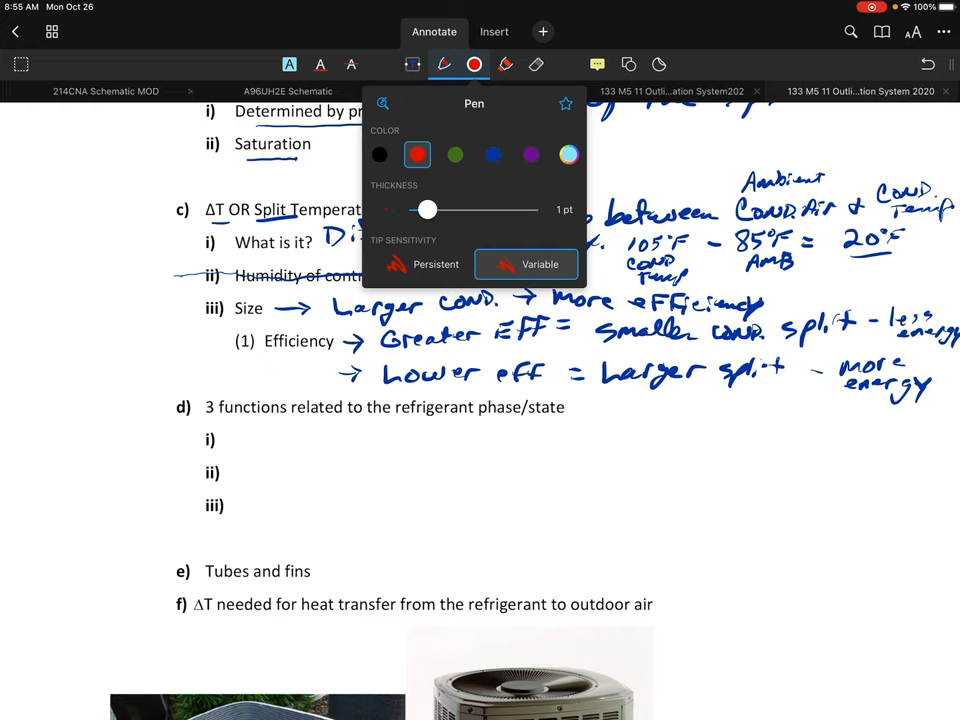 8:55 AM Mon Oct 26
100%
Annotate Insert
214CNA Schematic MOD
A96UH2E Schematic
133 M5 11 Outli...ation System202
133 M5 11 Outli...tion System 2020
Pen
COLOR
THICKNESS
1 pt
TIP SENSITIVITY
Persistent Variable
i) Determined by
ii) Saturation
c) ΔT OR Split
between Ambient Cond. Air & Cond. Temp
i) What is it? 105°F - 85°F = 20°F
Cond Temp Amb
ii) Humidity of
iii) Size → Larger cond. → More efficiency
(1) Efficiency → Greater Eff = smaller cond. split - less energy
→ Lower eff = Larger split - more energy
d) 3 functions related to the refrigerant phase/state
i)
ii)
iii)
e) Tubes and fins
f) ΔT needed for heat transfer from the refrigerant to outdoor air